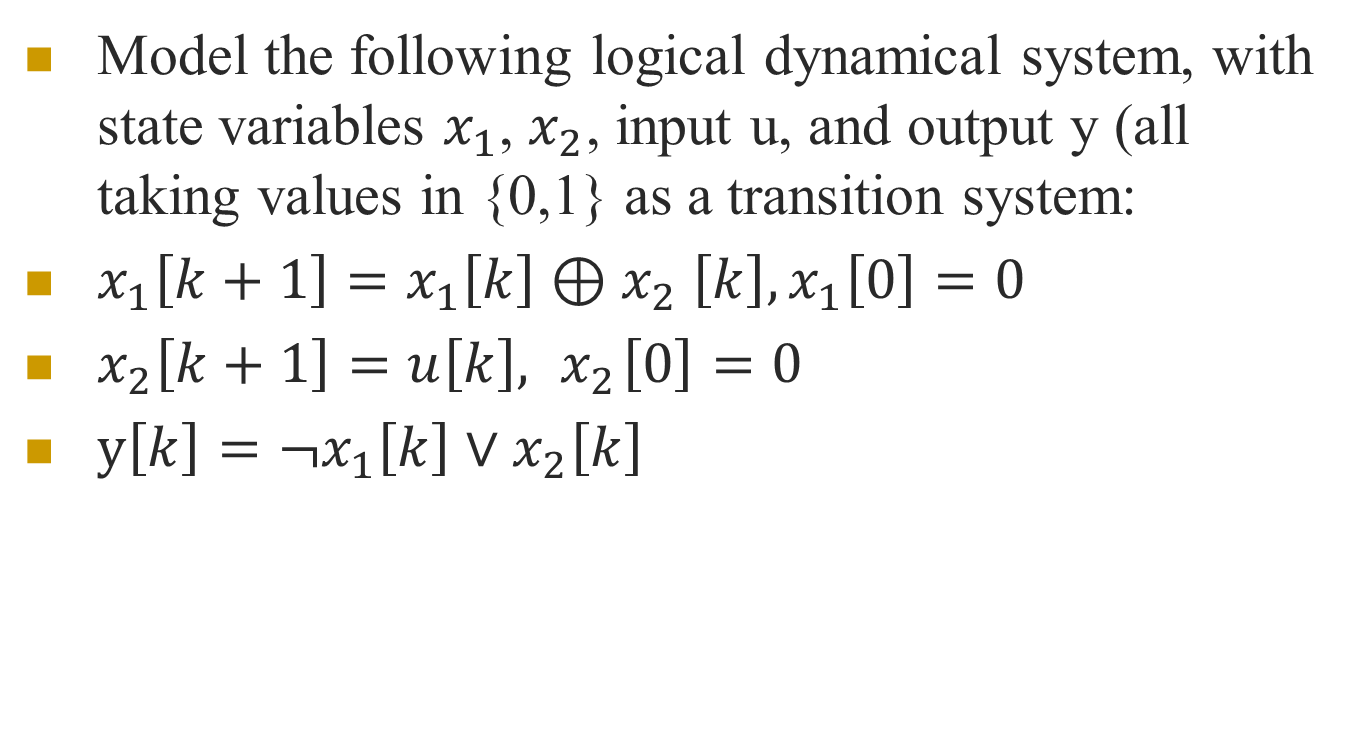 ■ Model the following logical dynamical system, with
state variables 𝑥₁, 𝑥₂, input u, and output y (all
taking values in {0,1} as a transition system:
■ 𝑥₁[𝑘 + 1] = 𝑥₁[𝑘] ⊕ 𝑥₂ [𝑘], 𝑥₁[0] = 0
■ 𝑥₂[𝑘 + 1] = 𝑢[𝑘], 𝑥₂[0] = 0
■ y[𝑘] = ¬𝑥₁[𝑘] ∨ 𝑥₂[𝑘]